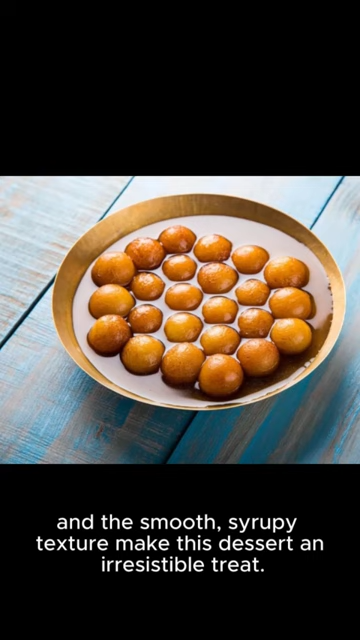 and the smooth, syrupy
texture make this dessert an
irresistible treat.